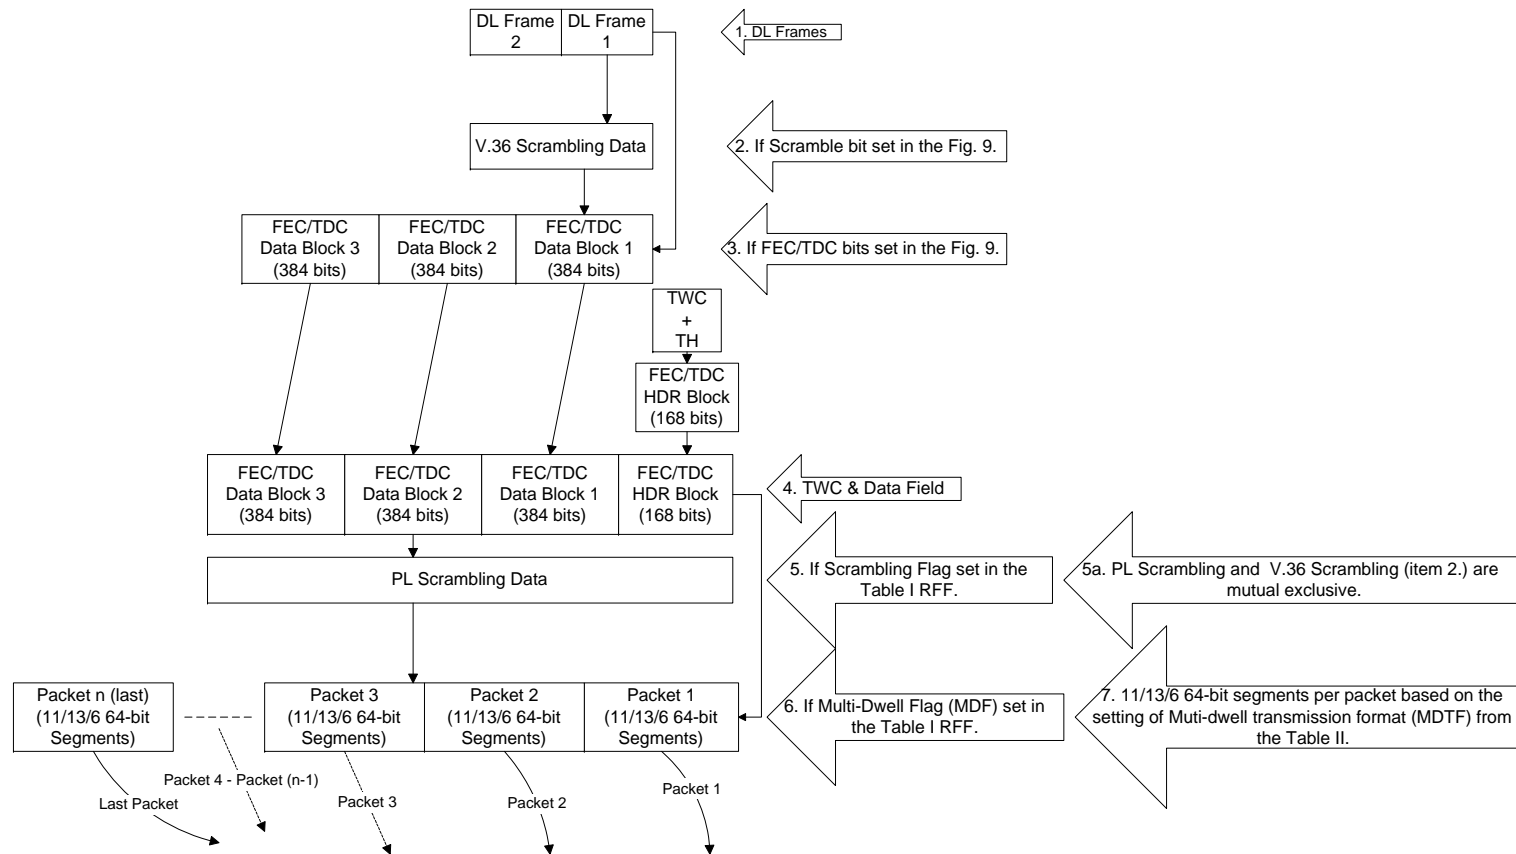 DL Frame
2
DL Frame
1
1. DL Frames
V.36 Scrambling Data
2. If Scramble bit set in the Fig. 9.
FEC/TDC
Data Block 3
(384 bits)
FEC/TDC
Data Block 2
(384 bits)
FEC/TDC
Data Block 1
(384 bits)
3. If FEC/TDC bits set in the Fig. 9.
TWC
+
TH
FEC/TDC
HDR Block
(168 bits)
FEC/TDC
Data Block 3
(384 bits)
FEC/TDC
Data Block 2
(384 bits)
FEC/TDC
Data Block 1
(384 bits)
FEC/TDC
HDR Block
(168 bits)
4. TWC & Data Field
PL Scrambling Data
5. If Scrambling Flag set in the
Table I RFF.
5a. PL Scrambling and V.36 Scrambling (item 2.) are
mutual exclusive.
Packet n (last)
(11/13/6 64-bit
Segments)
Packet 3
(11/13/6 64-bit
Segments)
Packet 2
(11/13/6 64-bit
Segments)
Packet 1
(11/13/6 64-bit
Segments)
6. If Multi-Dwell Flag (MDF) set in
the Table I RFF.
7. 11/13/6 64-bit segments per packet based on the
setting of Muti-dwell transmission format (MDTF) from
the Table II.
Last Packet
Packet 4 - Packet (n-1)
Packet 3
Packet 2
Packet 1